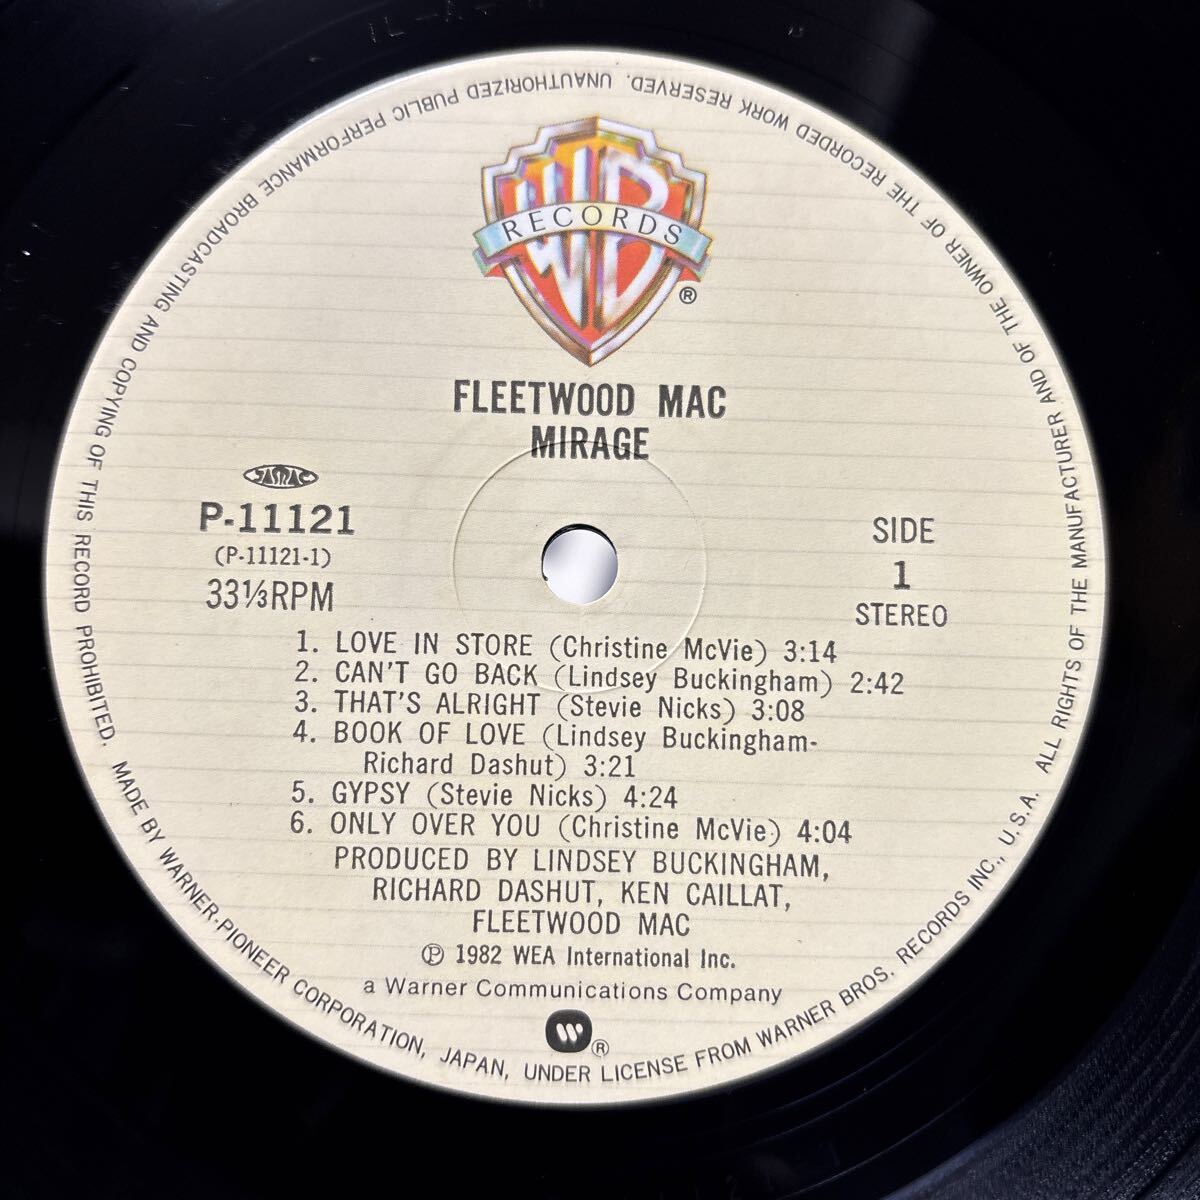 WB
RECORDS
®
FLEETWOOD MAC
MIRAGE
JASRAC
P-11121
(P-11121-1)
33⅓RPM
SIDE
1
STEREO
1. LOVE IN STORE (Christine McVie) 3:14
2. CAN'T GO BACK (Lindsey Buckingham) 2:42
3. THAT'S ALRIGHT (Stevie Nicks) 3:08
4. BOOK OF LOVE (Lindsey Buckingham-
Richard Dashut) 3:21
5. GYPSY (Stevie Nicks) 4:24
6. ONLY OVER YOU (Christine McVie) 4:04
PRODUCED BY LINDSEY BUCKINGHAM,
RICHARD DASHUT, KEN CAILLAT,
FLEETWOOD MAC
℗ 1982 WEA International Inc.
a Warner Communications Company
®
MADE BY WARNER-PIONEER CORPORATION, JAPAN, UNDER LICENSE FROM WARNER BROS. RECORDS INC., U.S.A. ALL RIGHTS OF THE MANUFACTURER AND OF THE OWNER OF THE RECORDED WORK RESERVED. UNAUTHORIZED PUBLIC PERFORMANCE BROADCASTING AND COPYING OF THIS RECORD PROHIBITED.